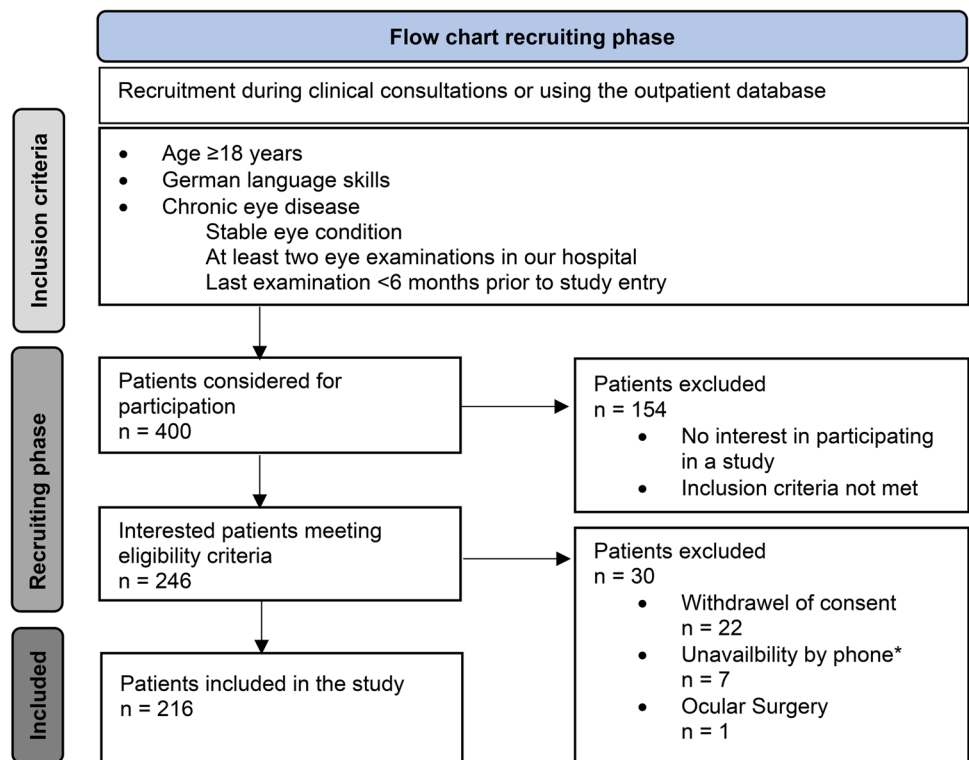 Flow chart recruiting phase
Recruitment during clinical consultations or using the outpatient database
Inclusion criteria
• Age ≥18 years
• German language skills
• Chronic eye disease
Stable eye condition
At least two eye examinations in our hospital
Last examination <6 months prior to study entry
Recruiting phase
Patients considered for
participation
n = 400
Patients excluded
n = 154
• No interest in participating
in a study
• Inclusion criteria not met
Interested patients meeting
eligibility criteria
n = 246
Patients excluded
n = 30
• Withdrawel of consent
n = 22
• Unavailbility by phone*
n = 7
• Ocular Surgery
n = 1
Included
Patients included in the study
n = 216